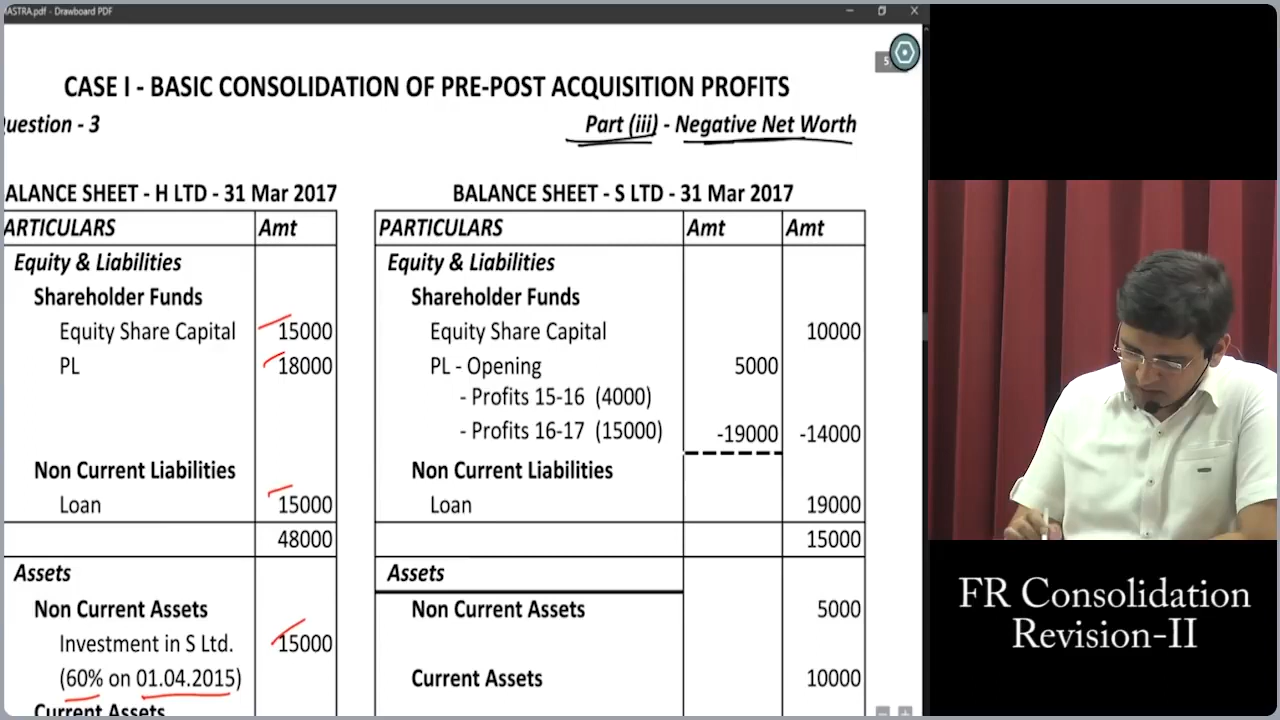 IASTRA.pdf - Drawboard PDF
5
CASE I - BASIC CONSOLIDATION OF PRE-POST ACQUISITION PROFITS
uestion - 3
Part (iii) - Negative Net Worth
ALANCE SHEET - H LTD - 31 Mar 2017
ARTICULARS Amt
Equity & Liabilities
Shareholder Funds
Equity Share Capital 15000
PL 18000
Non Current Liabilities
Loan 15000
48000
Assets
Non Current Assets
Investment in S Ltd. 15000
(60% on 01.04.2015)
Current Assets
BALANCE SHEET - S LTD - 31 Mar 2017
PARTICULARS Amt Amt
Equity & Liabilities
Shareholder Funds
Equity Share Capital 10000
PL - Opening 5000
- Profits 15-16 (4000)
- Profits 16-17 (15000) -19000 -14000
Non Current Liabilities
Loan 19000
15000
Assets
Non Current Assets 5000
Current Assets 10000
FR Consolidation
Revision-II